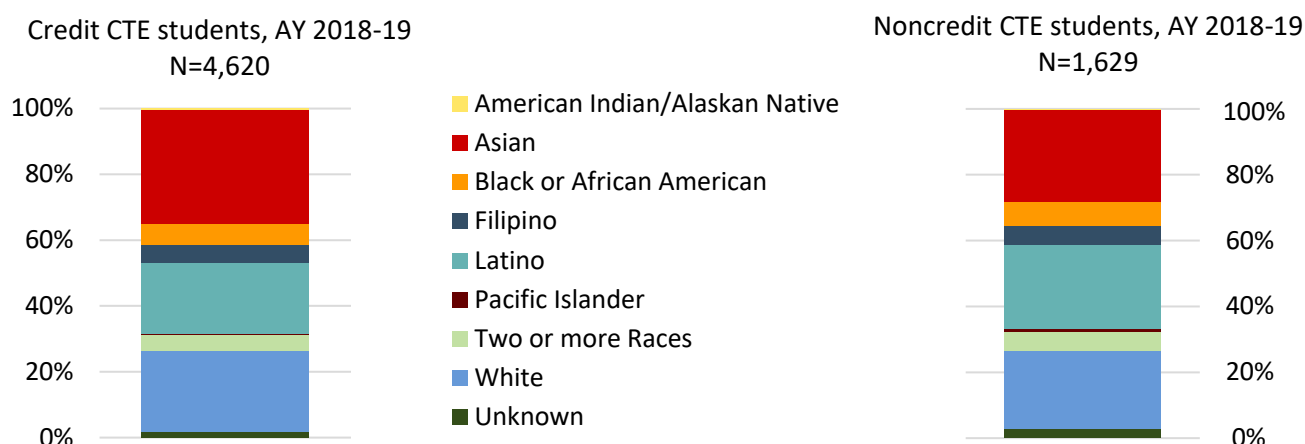 Credit CTE students, AY 2018-19
N=4,620
100%
80%
60%
40%
20%
0%
American Indian/Alaskan Native
Asian
Black or African American
Filipino
Latino
Pacific Islander
Two or more Races
White
Unknown
Noncredit CTE students, AY 2018-19
N=1,629
100%
80%
60%
40%
20%
0%